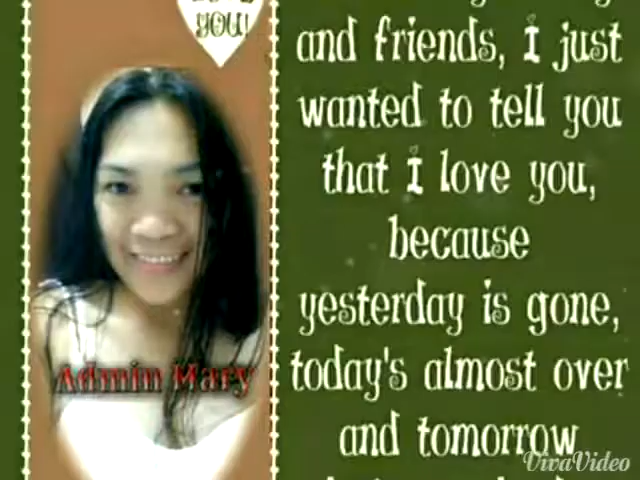 YOU!
Admin Mary
and friends, I just
wanted to tell you
that I love you,
because
yesterday is gone,
today's almost over
and tomorrow
VivaVideo